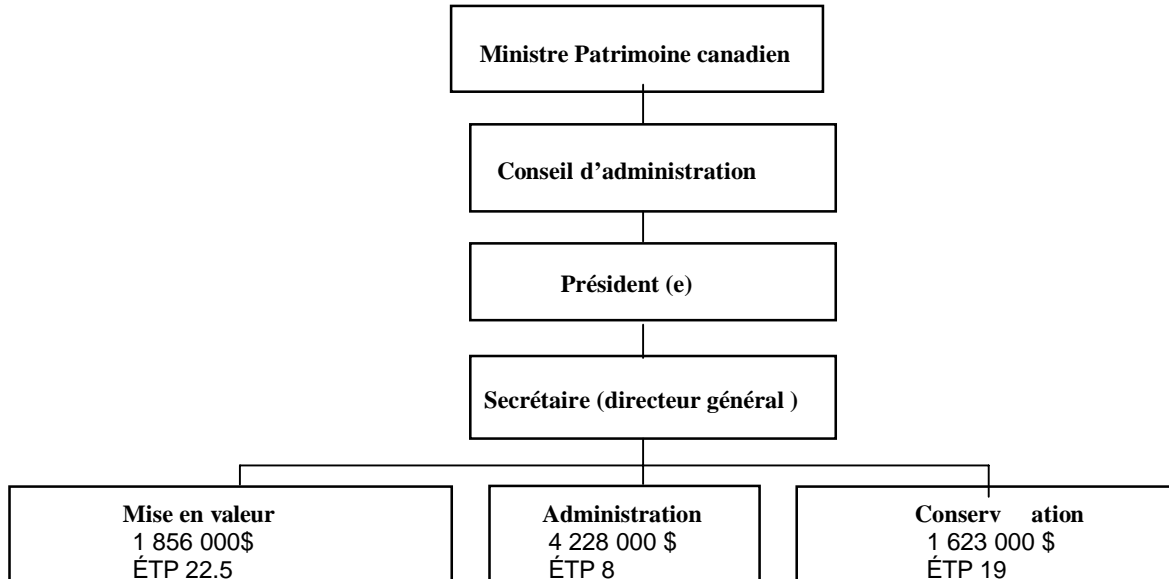 Ministre Patrimoine canadien
Conseil d’administration
Président (e)
Secrétaire (directeur général )
Mise en valeur
1 856 000$
ÉTP 22.5
Administration
4 228 000 $
ÉTP 8
Conserv ation
1 623 000 $
ÉTP 19